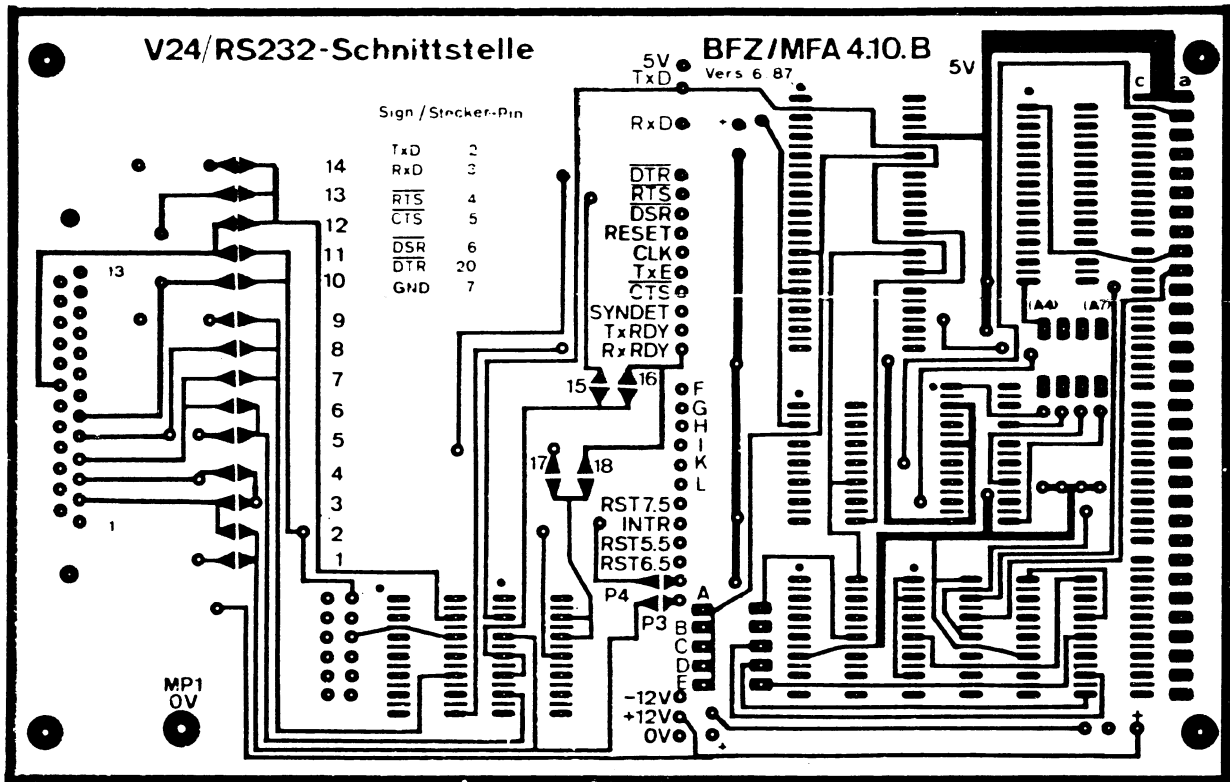 V24/RS232-Schnittstelle
BFZ/MFA 4.10.B
Vers 6 87
5V
TxD
RxD
+
5V
c a
Sign / Stecker-Pin
TxD 2
RxD 3
RTS 4
CTS 5
DSR 6
DTR 20
GND 7
14
13
12
11
10
9
8
7
6
5
4
3
2
1
13
1
DTR
RTS
DSR
RESET
CLK
TxE
CTS
SYNDET
TxRDY
RxRDY
15 16
17 18
F
G
H
I
K
L
RST7.5
INTR
RST5.5
RST6.5
P4
P3
A
B
C
D
E
-12V
+12V
0V
+
(A4) (A7)
MP1
0V
+